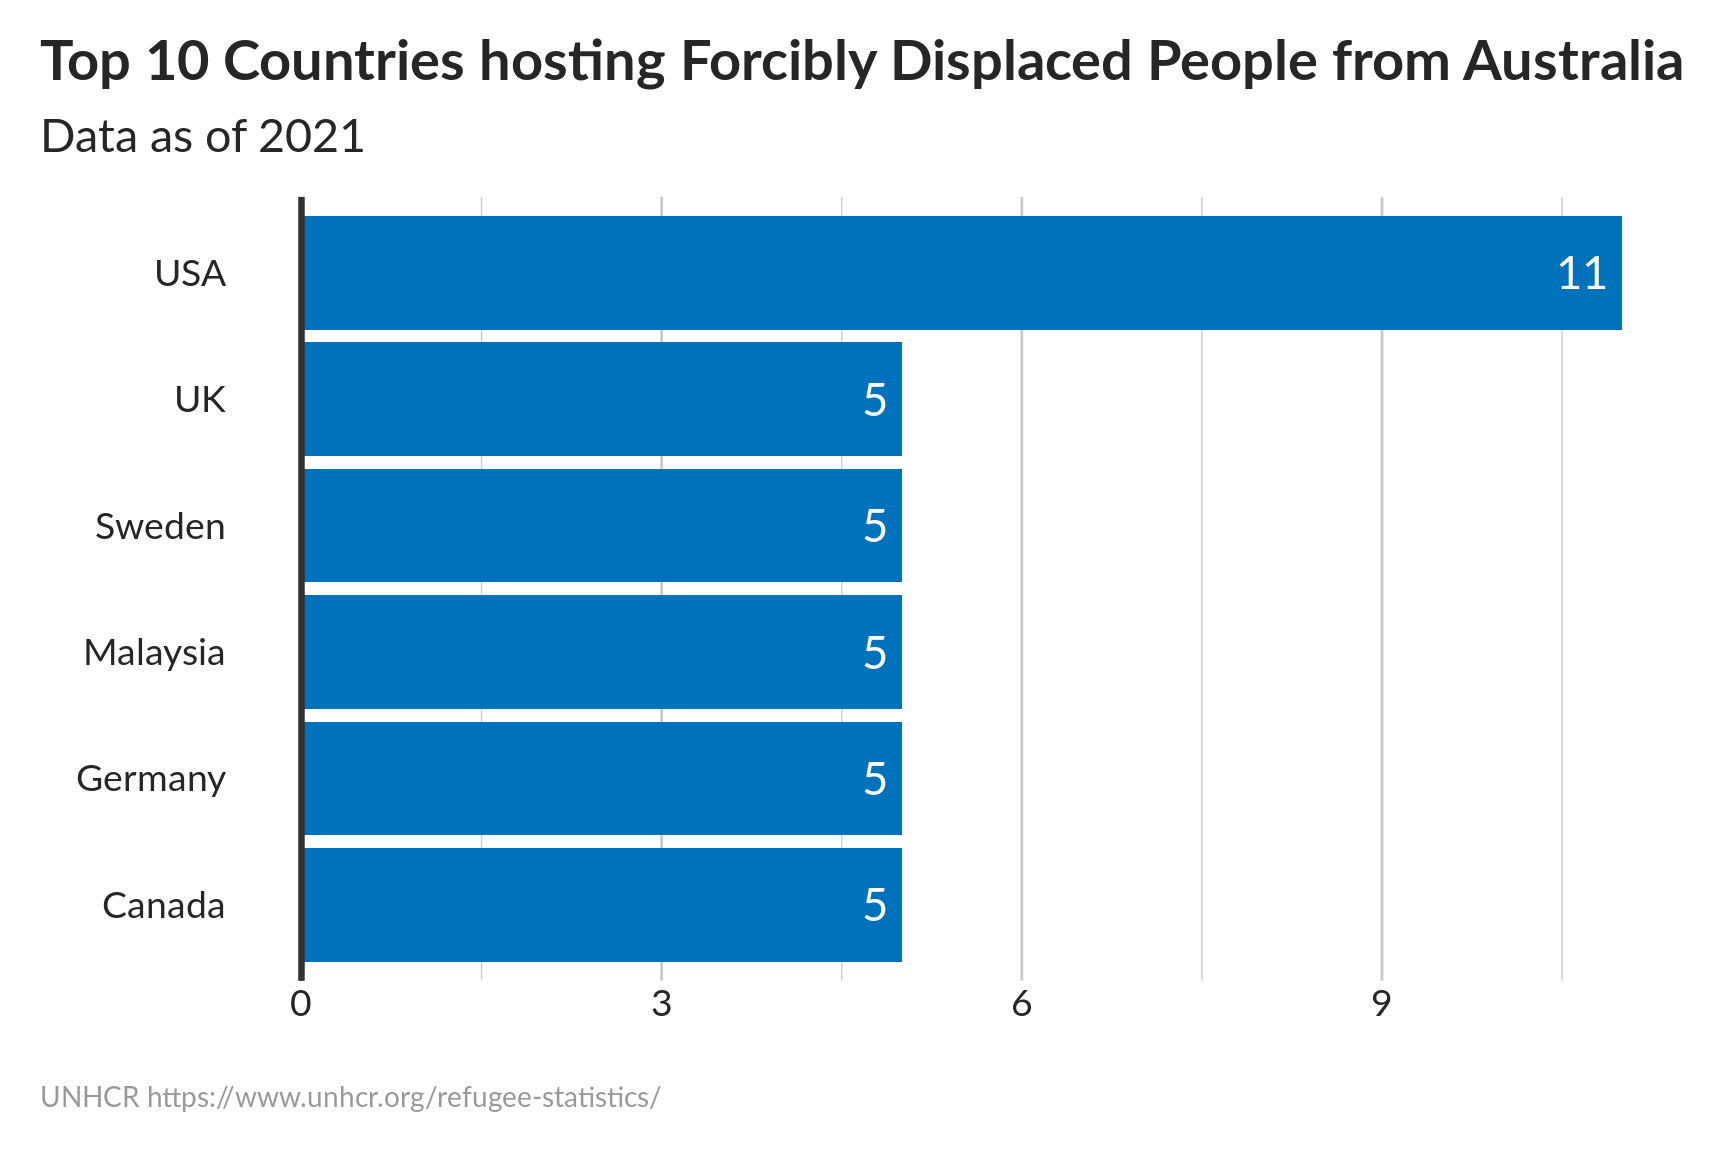 Top 10 Countries hosting Forcibly Displaced People from Australia
Data as of 2021
USA 11
UK 5
Sweden 5
Malaysia 5
Germany 5
Canada 5
0 3 6 9
UNHCR https://www.unhcr.org/refugee-statistics/